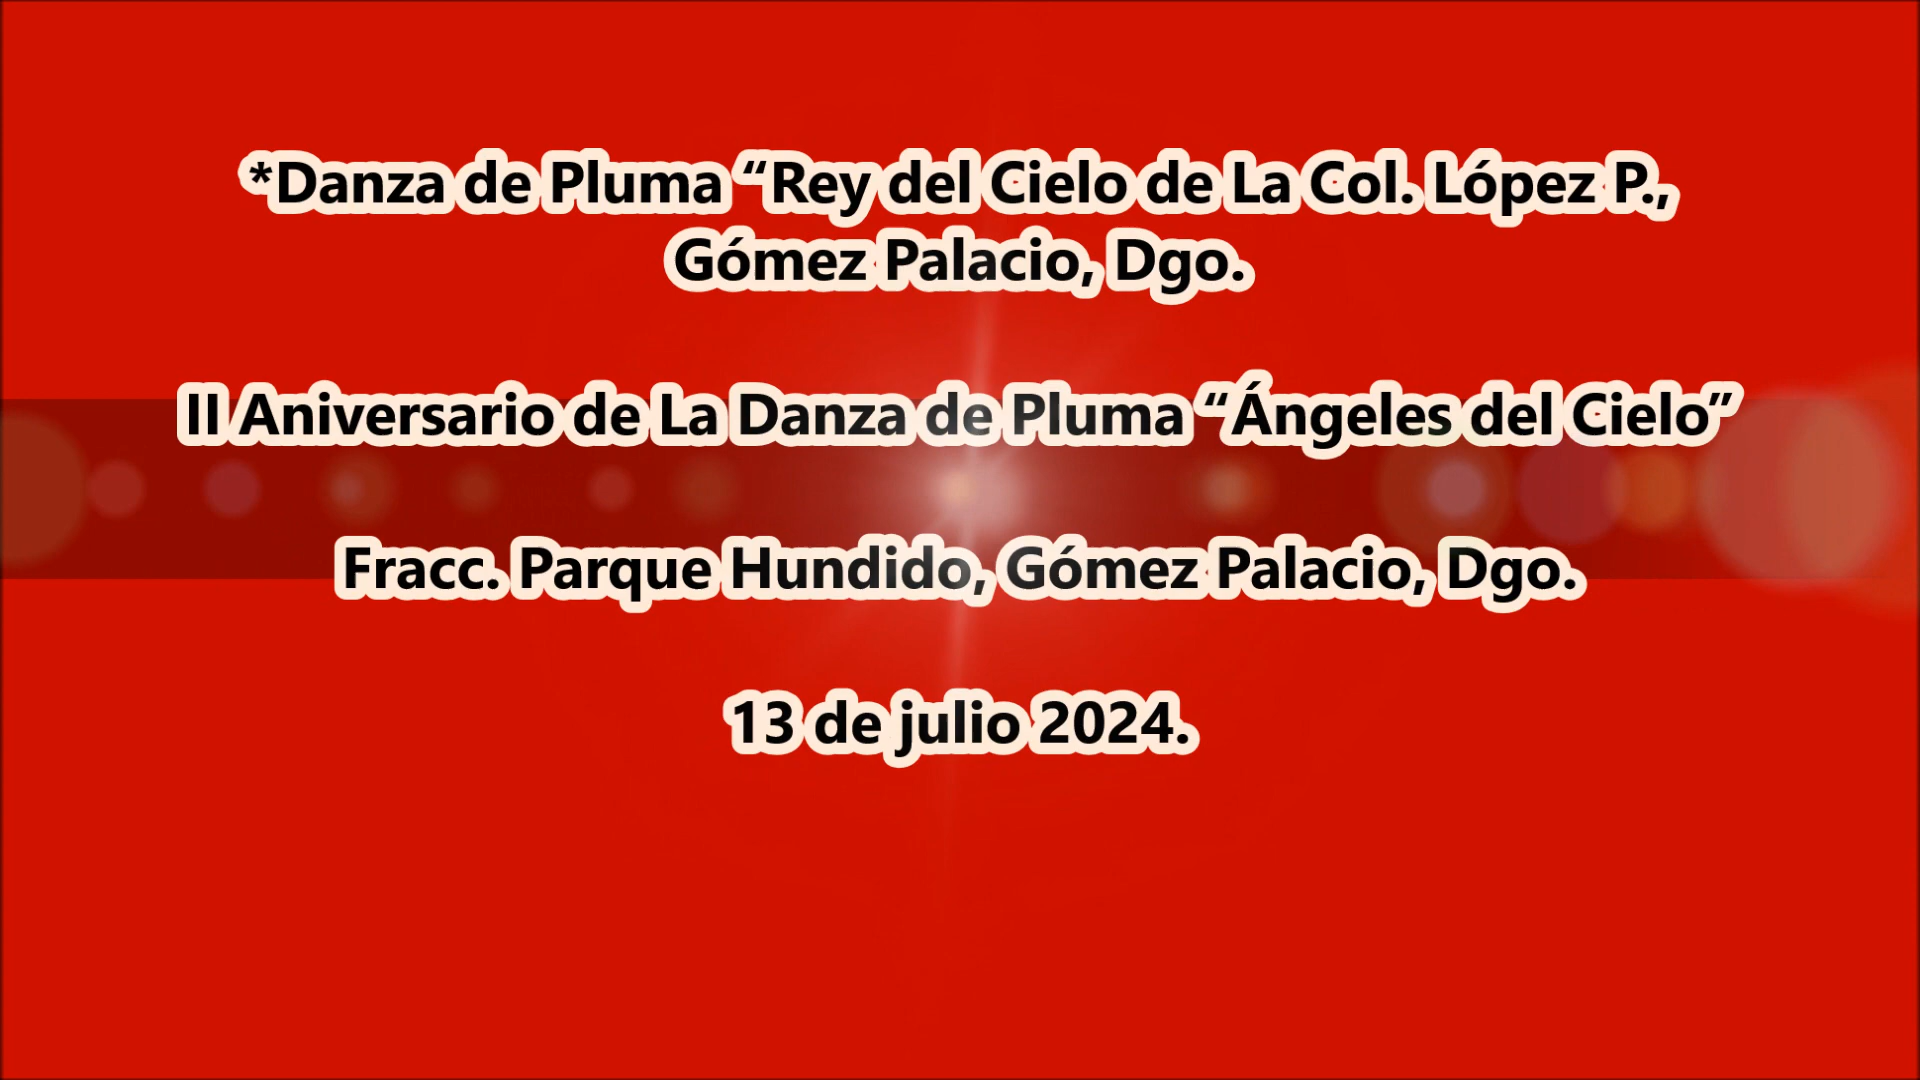 *Danza de Pluma “Rey del Cielo de La Col. López P.,
Gómez Palacio, Dgo.
II Aniversario de La Danza de Pluma “Ángeles del Cielo”
Fracc. Parque Hundido, Gómez Palacio, Dgo.
13 de julio 2024.